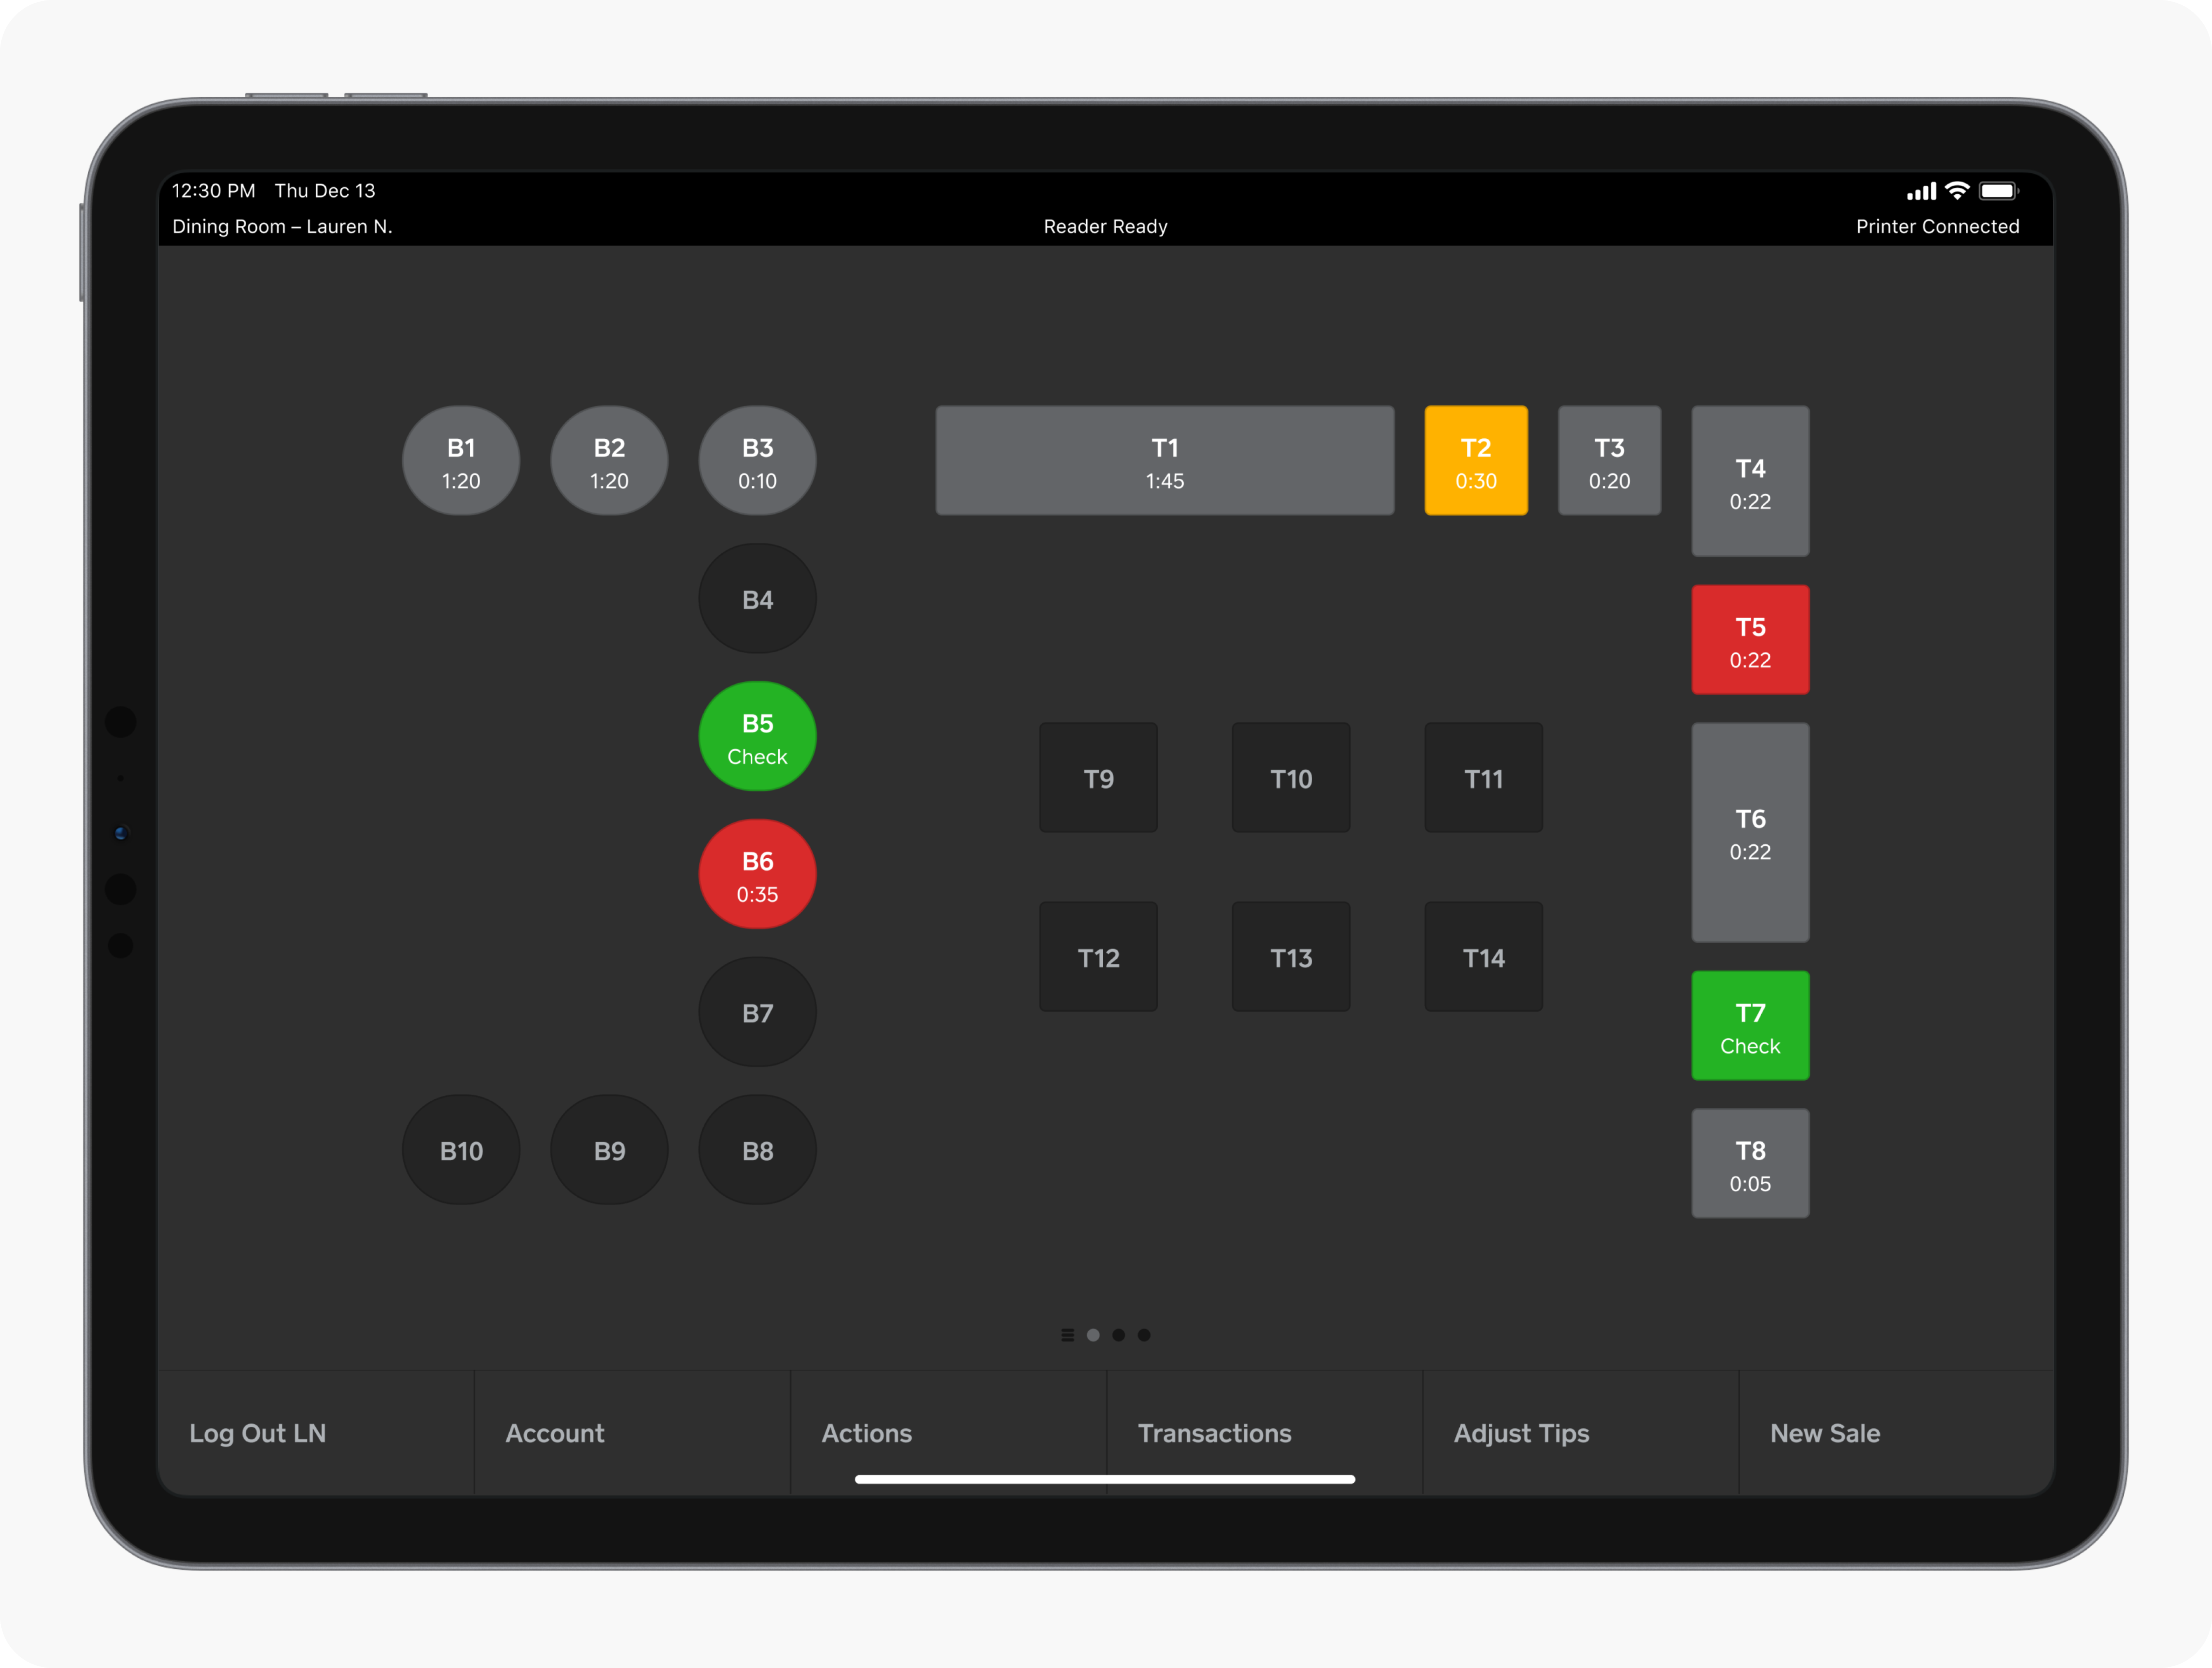 12:30 PM Thu Dec 13
Dining Room – Lauren N.
Reader Ready
Printer Connected
B1
1:20
B2
1:20
B3
0:10
T1
1:45
T2
0:30
T3
0:20
T4
0:22
B4
T5
0:22
B5
Check
T9
T10
T11
T6
0:22
B6
0:35
T12
T13
T14
B7
T7
Check
B10
B9
B8
T8
0:05
Log Out LN
Account
Actions
Transactions
Adjust Tips
New Sale